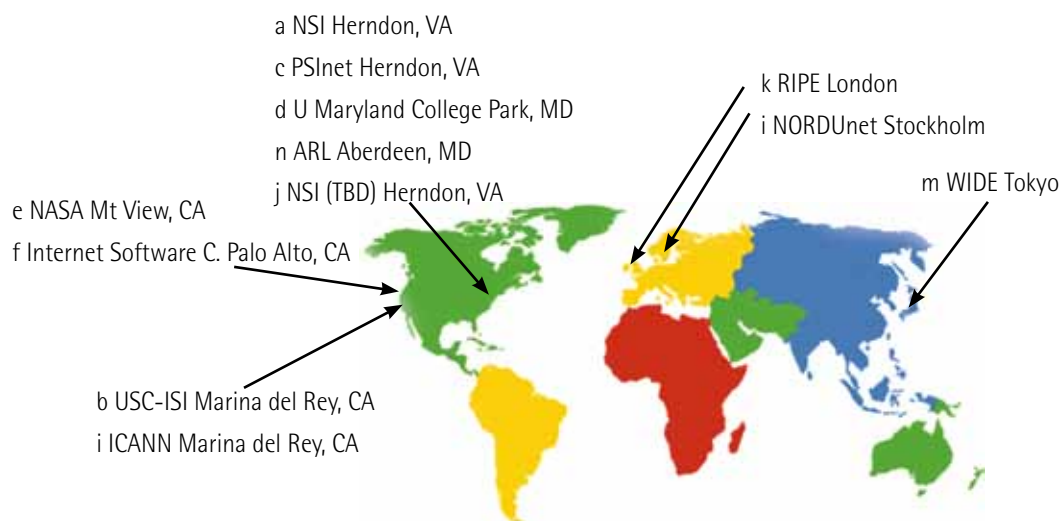 a NSI Herndon, VA
c PSInet Herndon, VA
d U Maryland College Park, MD
n ARL Aberdeen, MD
j NSI (TBD) Herndon, VA
k RIPE London
i NORDUnet Stockholm
m WIDE Tokyo
e NASA Mt View, CA
f Internet Software C. Palo Alto, CA
b USC-ISI Marina del Rey, CA
i ICANN Marina del Rey, CA